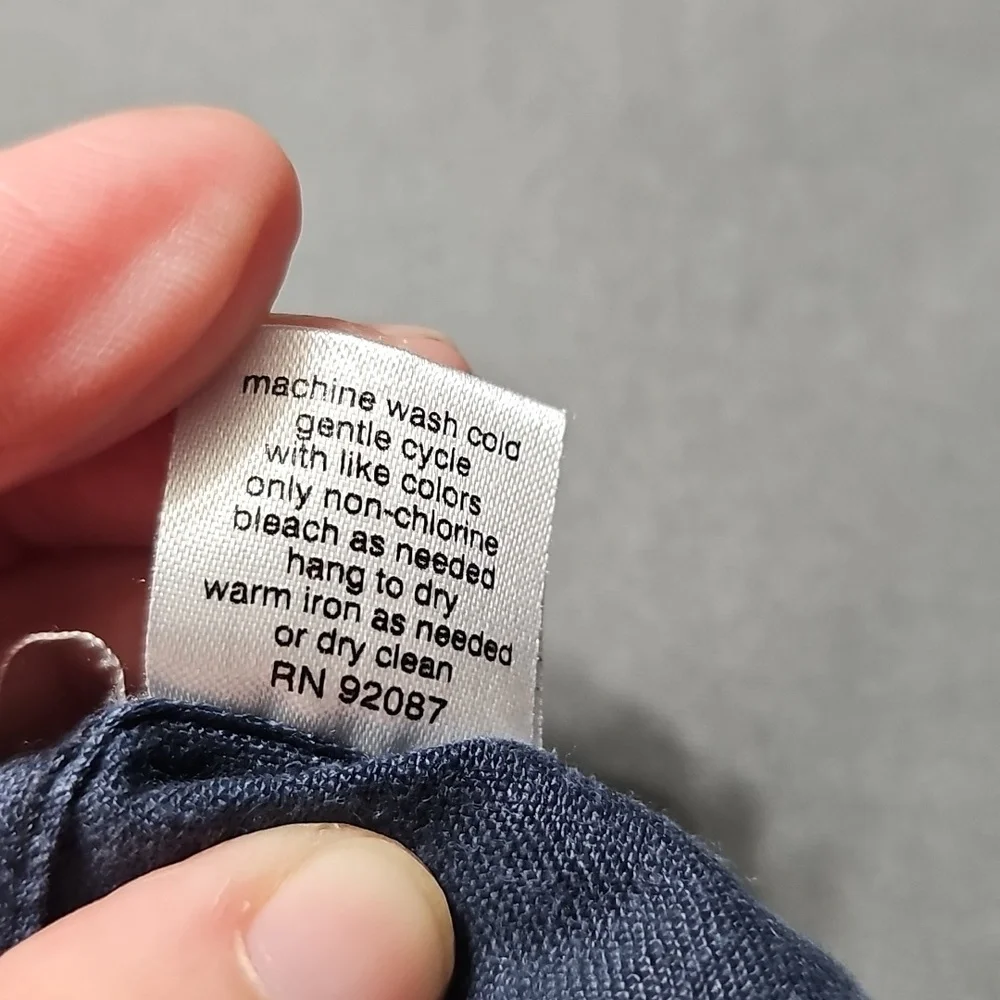 machine wash cold
gentle cycle
with like colors
only non-chlorine
bleach as needed
hang to dry
warm iron as needed
or dry clean
RN 92087